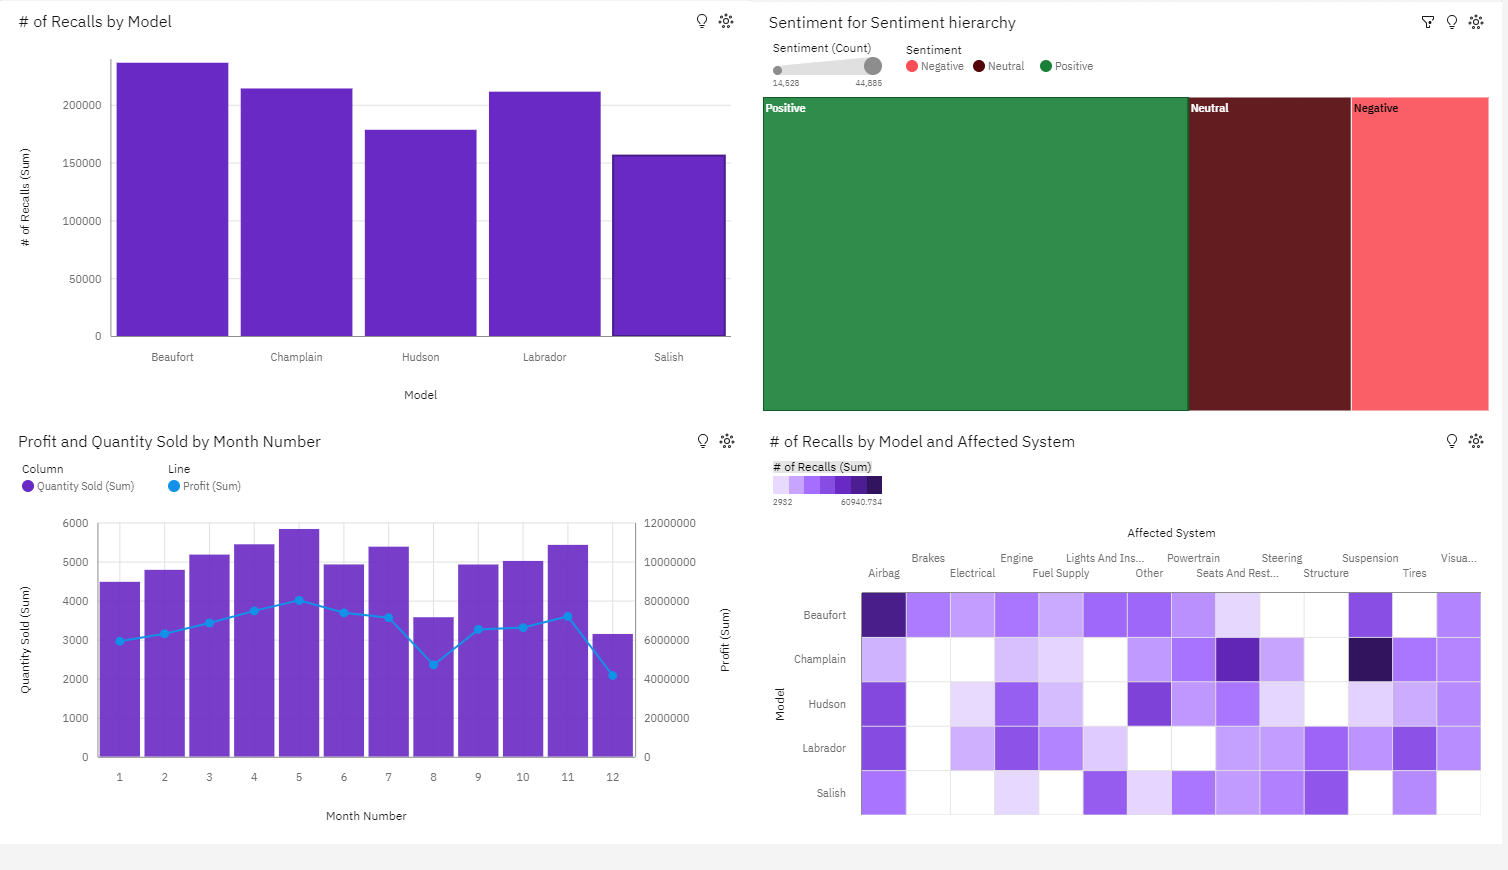 # of Recalls by Model
# of Recalls (Sum)
200000
150000
100000
50000
0
Beaufort Champlain Hudson Labrador Salish
Model
Sentiment for Sentiment hierarchy
Sentiment (Count)
14,528 44,885
Sentiment
Negative Neutral Positive
Positive Neutral Negative
Profit and Quantity Sold by Month Number
Column Line
Quantity Sold (Sum) Profit (Sum)
Quantity Sold (Sum)
6000
5000
4000
3000
2000
1000
0
12000000
10000000
8000000
6000000
4000000
2000000
0
Profit (Sum)
1 2 3 4 5 6 7 8 9 10 11 12
Month Number
# of Recalls by Model and Affected System
# of Recalls (Sum)
2932 60940.734
Affected System
Brakes Engine Lights And Ins... Powertrain Steering Suspension Visua...
Airbag Electrical Fuel Supply Other Seats And Rest... Structure Tires
Model
Beaufort
Champlain
Hudson
Labrador
Salish